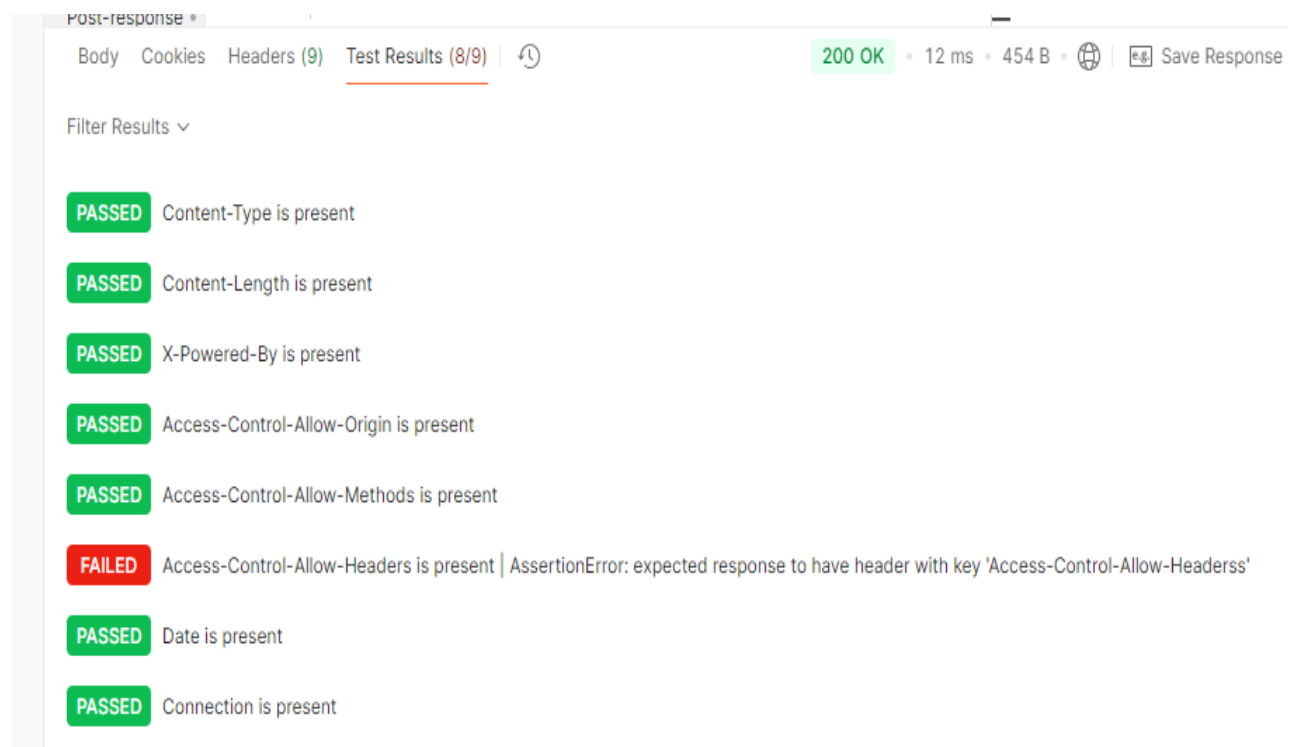 Post-response
Body Cookies Headers (9) Test Results (8/9) 200 OK 12 ms 454 B e.g. Save Response
Filter Results
PASSED Content-Type is present
PASSED Content-Length is present
PASSED X-Powered-By is present
PASSED Access-Control-Allow-Origin is present
PASSED Access-Control-Allow-Methods is present
FAILED Access-Control-Allow-Headers is present | AssertionError: expected response to have header with key 'Access-Control-Allow-Headerss'
PASSED Date is present
PASSED Connection is present